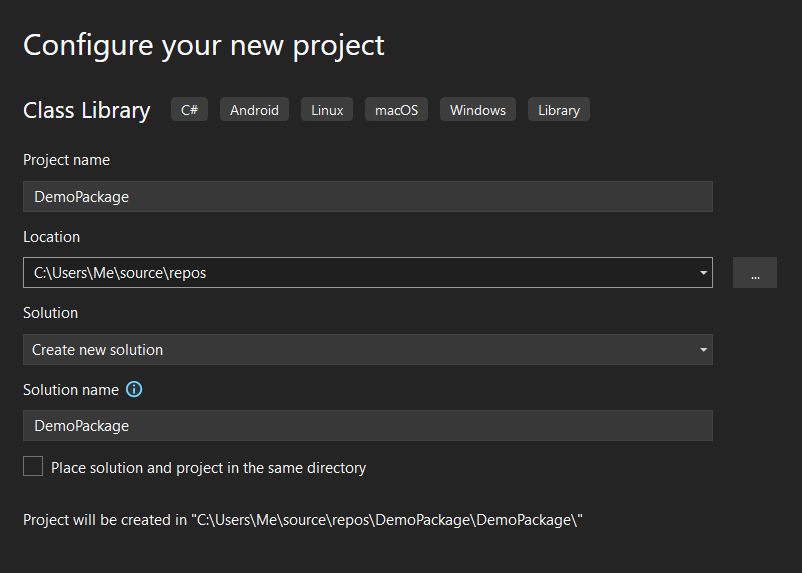 Configure your new project
Class Library C# Android Linux macOS Windows Library
Project name
DemoPackage
Location
C:\Users\Me\source\repos
...
Solution
Create new solution
Solution name
DemoPackage
Place solution and project in the same directory
Project will be created in "C:\Users\Me\source\repos\DemoPackage\DemoPackage\"